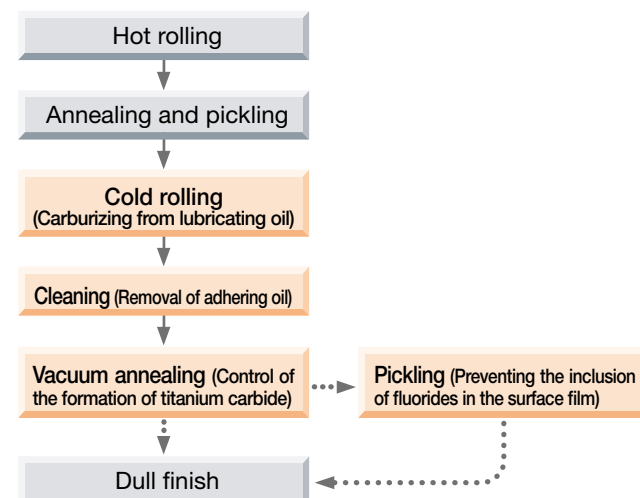 Hot rolling
Annealing and pickling
Cold rolling
(Carburizing from lubricating oil)
Cleaning (Removal of adhering oil)
Vacuum annealing (Control of
the formation of titanium carbide)
Pickling (Preventing the inclusion
of fluorides in the surface film)
Dull finish